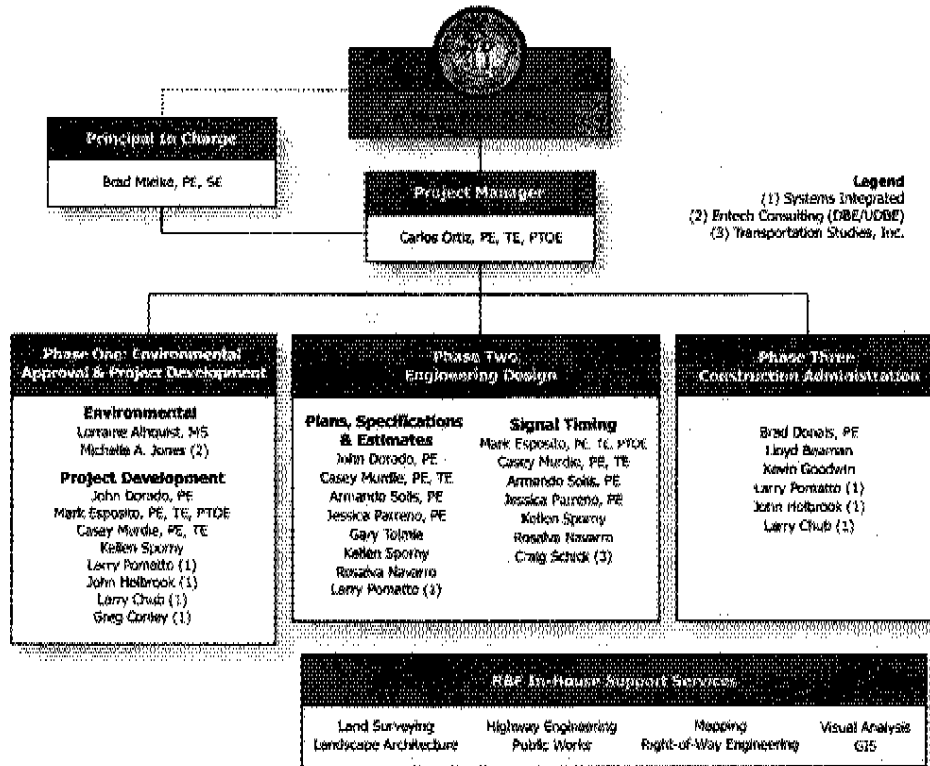 Principal In Charge
Brad Mielke, PE, SE
Project Manager
Carlos Ortiz, PE, TE, PTOE
Legend
(1) Systems Integrated
(2) Entech Consulting (DBE/UDBE)
(3) Transportation Studies, Inc.
Phase One: Environmental
Approval & Project Development
Environmental
Lorraine Ahlquist, MS
Michelle A. Jones (2)
Project Development
John Dorado, PE
Mark Esposito, PE, TE, PTOE
Casey Murdie, PE, TE
Kellen Sporny
Larry Pomatto (1)
John Holbrook (1)
Larry Chub (1)
Greg Conley (1)
Phase Two
Engineering Design
Plans, Specifications
& Estimates
John Dorado, PE
Casey Murdie, PE, TE
Armando Solis, PE
Jessica Parreno, PE
Gary Tolmie
Kellen Sporny
Rosalva Navarro
Larry Pomatto (1)
Signal Timing
Mark Esposito, PE, TE, PTOE
Casey Murdie, PE, TE
Armando Solis, PE
Jessica Parreno, PE
Kellen Sporny
Rosalva Navarro
Craig Schick (3)
Phase Three
Construction Administration
Brad Donais, PE
Lloyd Beaman
Kevin Goodwin
Larry Pomatto (1)
John Holbrook (1)
Larry Chub (1)
RBF In-House Support Services
Land Surveying
Landscape Architecture
Highway Engineering
Public Works
Mapping
Right-of-Way Engineering
Visual Analysis
GIS